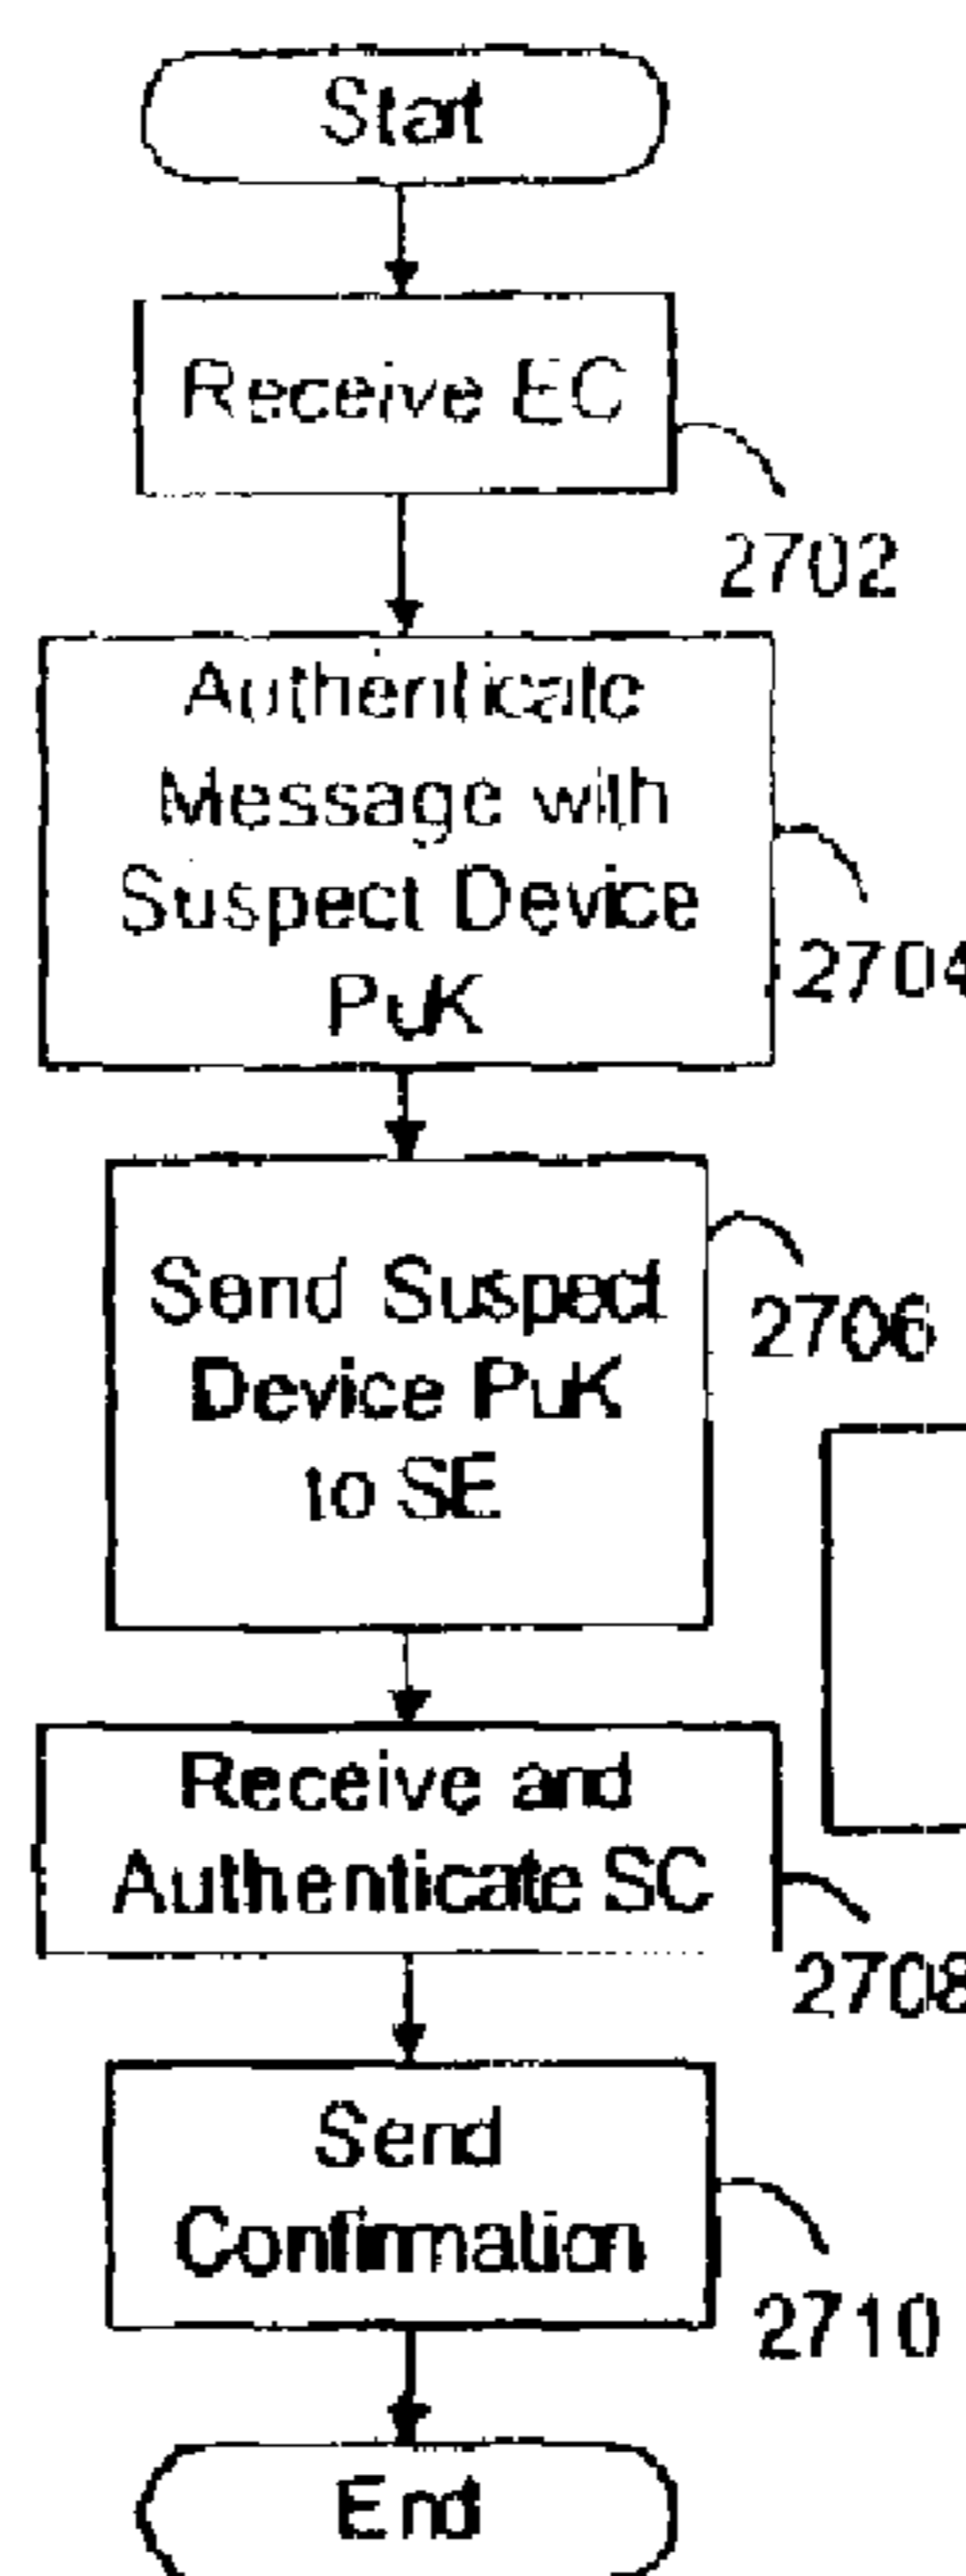 Start
Receive EC
2702
Authenticate
Message with
Suspect Device
PuK
2704
Send Suspect
Device PuK
to SE
2706
Receive and
Authenticate SC
2708
Send
Confirmation
2710
End